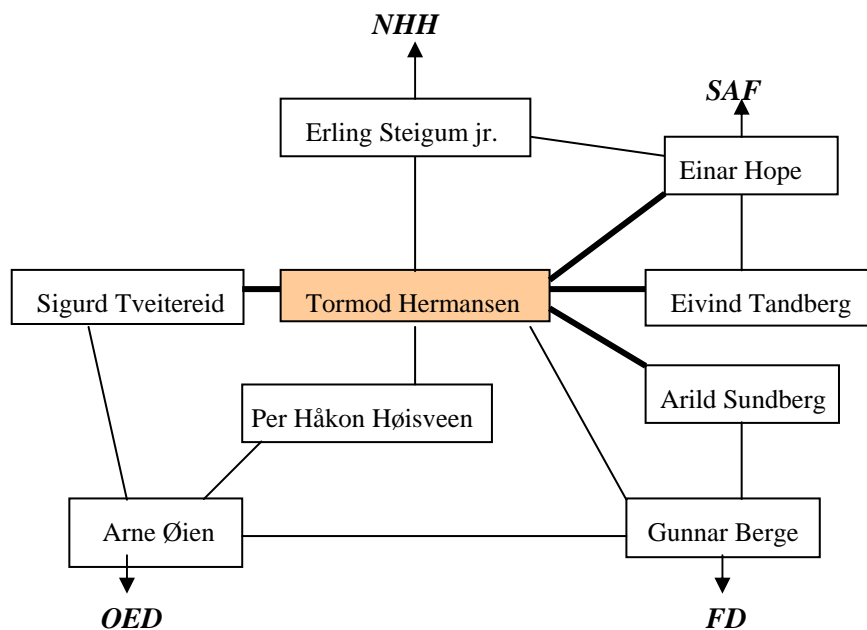 NHH
SAF
Erling Steigum jr.
Einar Hope
Sigurd Tveitereid
Tormod Hermansen
Eivind Tandberg
Per Håkon Høisveen
Arild Sundberg
Arne Øien
Gunnar Berge
OED
FD